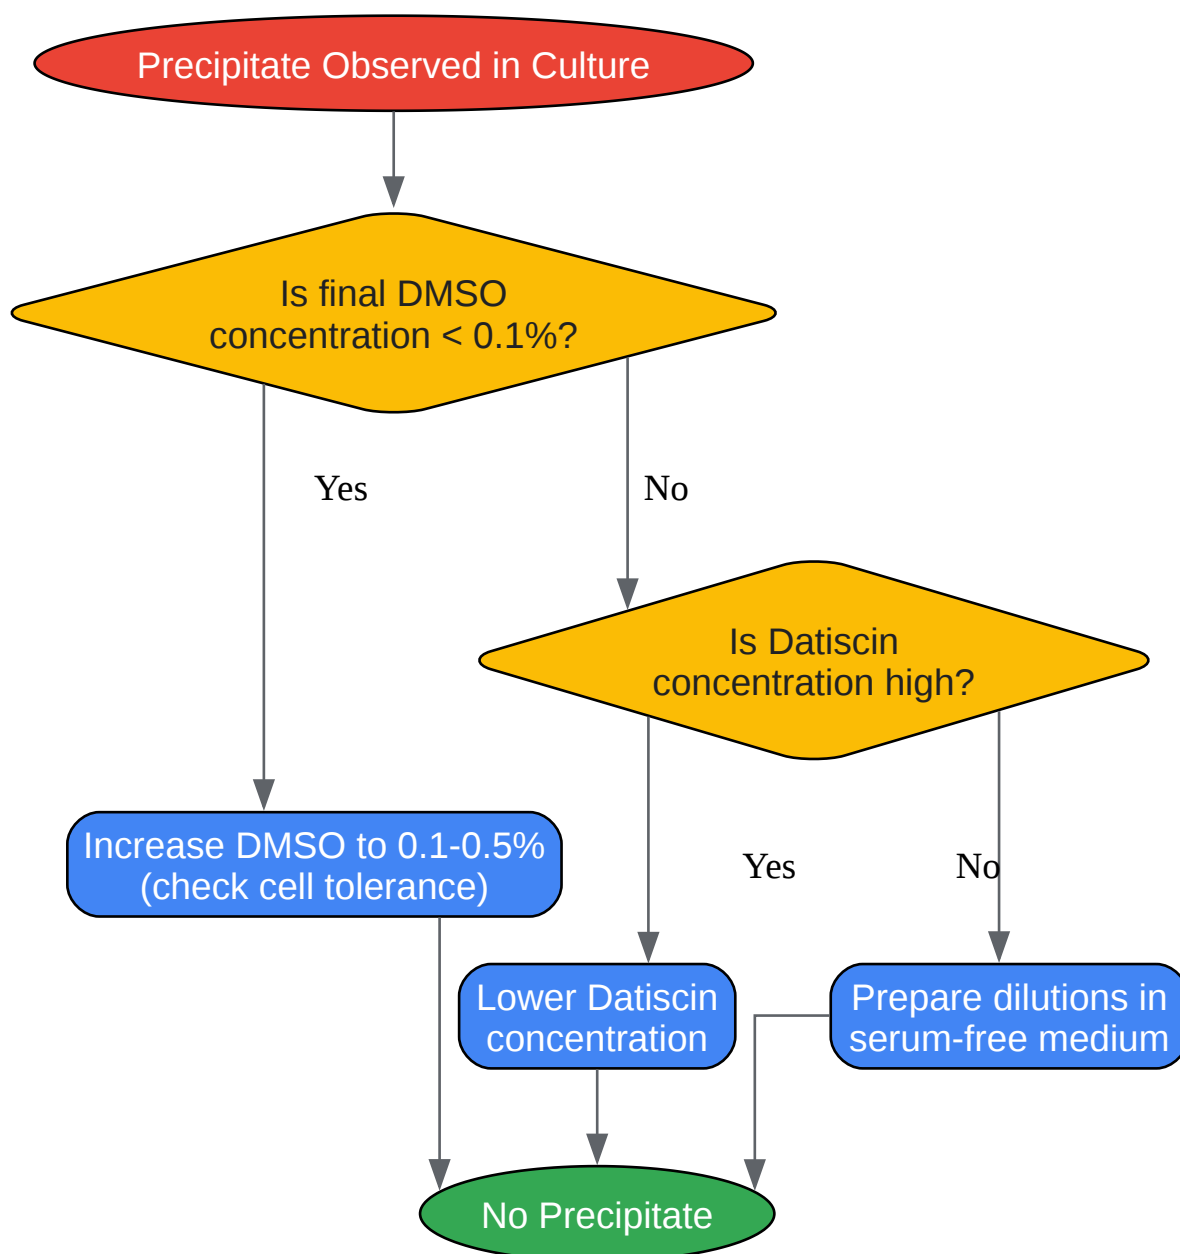 Precipitate Observed in Culture
Is final DMSO
concentration < 0.1%?
Yes
No
Is Datiscin
concentration high?
Increase DMSO to 0.1-0.5%
(check cell tolerance)
Yes
No
Lower Datiscin
concentration
Prepare dilutions in
serum-free medium
No Precipitate